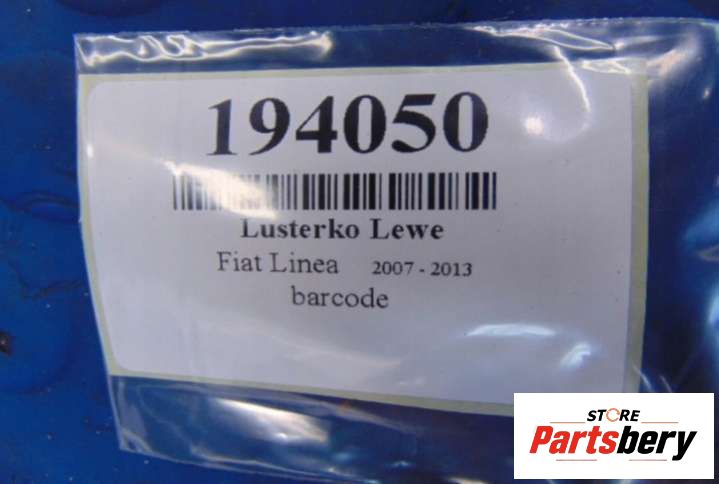 194050
Lusterko Lewe
Fiat Linea 2007 - 2013
barcode
STORE
Partsbery